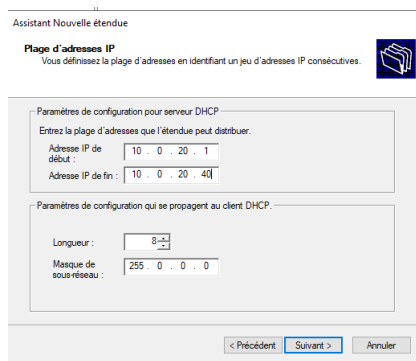 Assistant Nouvelle étendue
Plage d'adresses IP
Vous définissez la plage d'adresses en identifiant un jeu d'adresses IP consécutives.
Paramètres de configuration pour serveur DHCP
Entrez la plage d'adresses que l'étendue peut distribuer.
Adresse IP de
début :
10 . 0 . 20 . 1
Adresse IP de fin :
10 . 0 . 20 . 40
Paramètres de configuration qui se propagent au client DHCP.
Longueur :
8
Masque de
sous-réseau :
255 . 0 . 0 . 0
< Précédent
Suivant >
Annuler